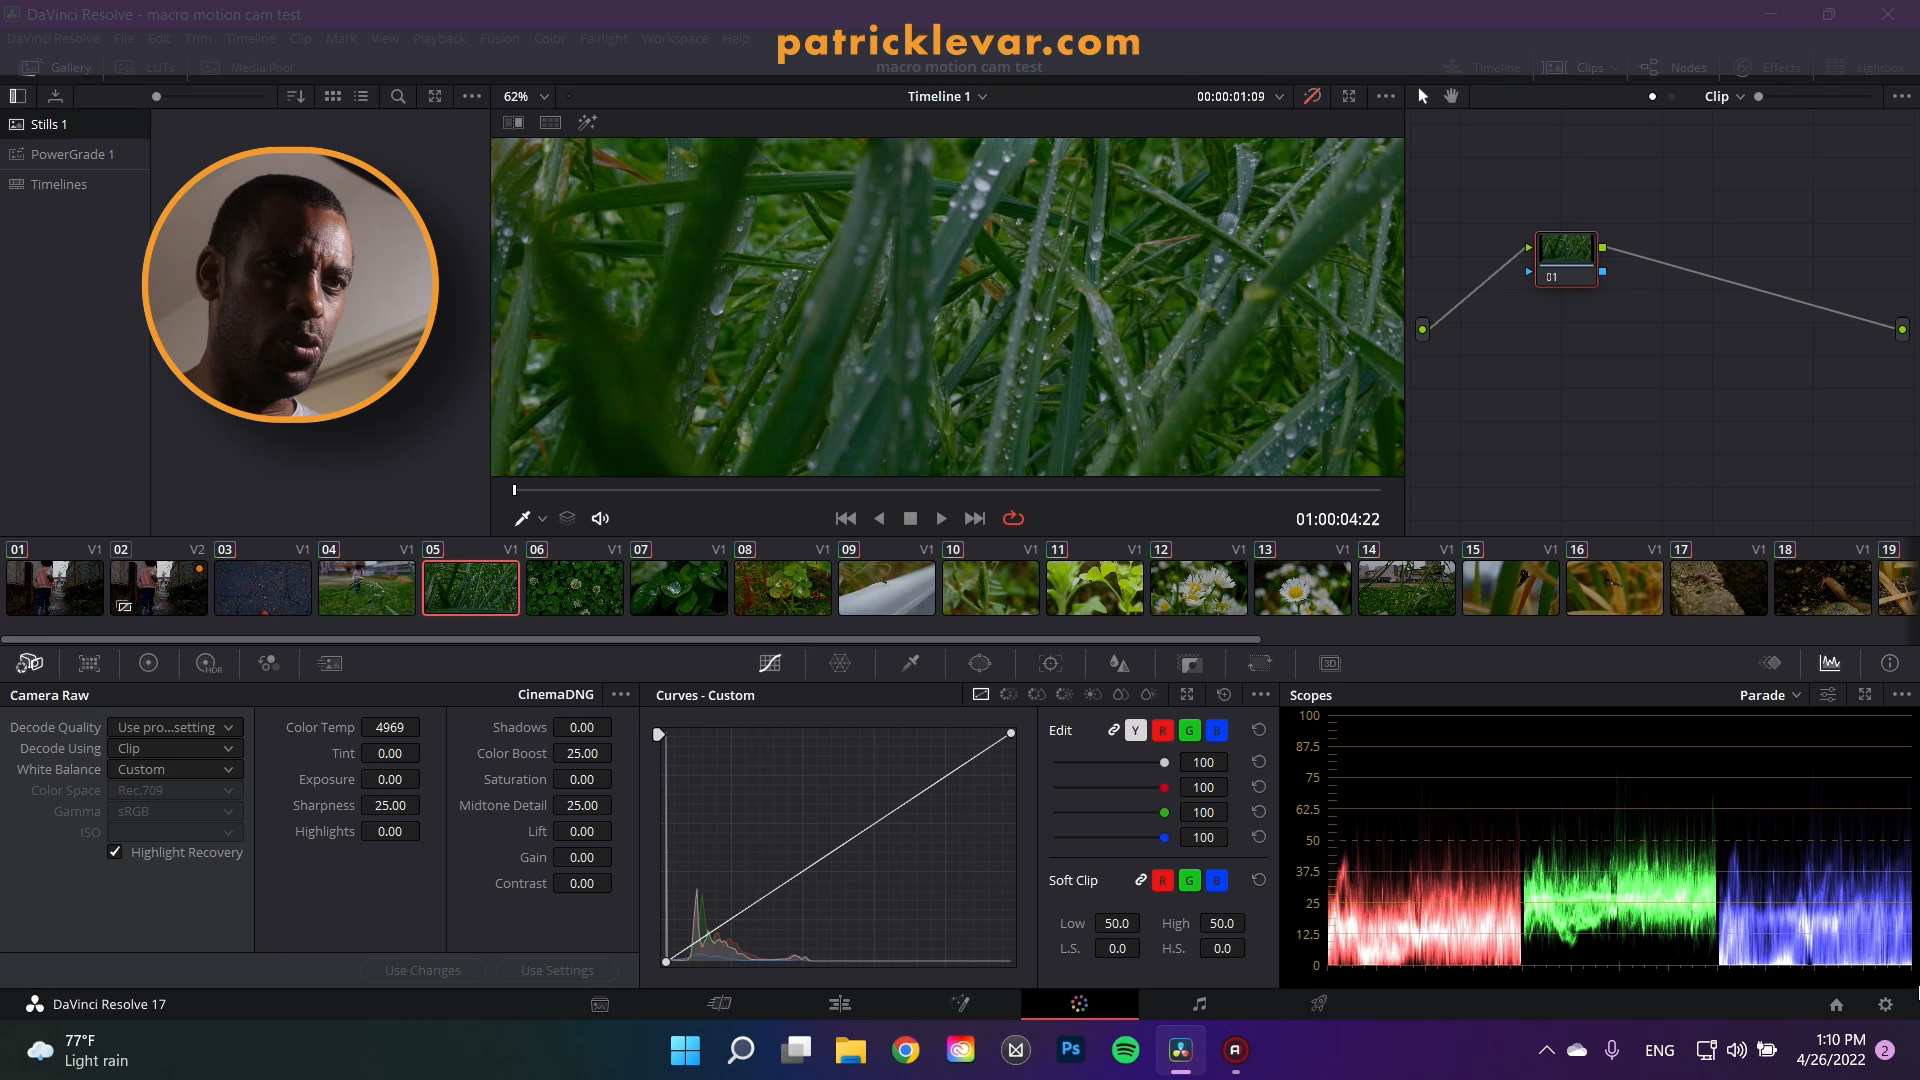 DaVinci Resolve - macro motion cam test
patricklevar.com
DaVinci Resolve File Edit Trim Timeline Clip Mark View Playback Fusion Color Fairlight Workspace Help
Gallery LUTs Media Pool macro motion cam test Timeline Clips Nodes Effects Lightbox
62% Timeline 1 00:00:01:09 Clip
Stills 1
PowerGrade 1
Timelines
01
01:00:04:22
01 V1 02 V2 03 V1 04 V1 05 V1 06 V1 07 V1 08 V1 09 V1 10 V1 11 V1 12 V1 13 V1 14 V1 15 V1 16 V1 17 V1 18 V1 19
HDR 3D
Camera Raw CinemaDNG
Decode Quality Use pro...setting
Decode Using Clip
White Balance Custom
Color Space Rec.709
Gamma sRGB
ISO
Highlight Recovery
Color Temp 4969
Tint 0.00
Exposure 0.00
Sharpness 25.00
Highlights 0.00
Shadows 0.00
Color Boost 25.00
Saturation 0.00
Midtone Detail 25.00
Lift 0.00
Gain 0.00
Contrast 0.00
Use Changes Use Settings
Curves - Custom
Edit Y R G B
100
100
100
100
Soft Clip R G B
Low 50.0 High 50.0
L.S. 0.0 H.S. 0.0
Scopes Parade
100
87.5
75
62.5
50
37.5
25
12.5
0
DaVinci Resolve 17
77°F
Light rain
Ps
ENG
1:10 PM
4/26/2022
2